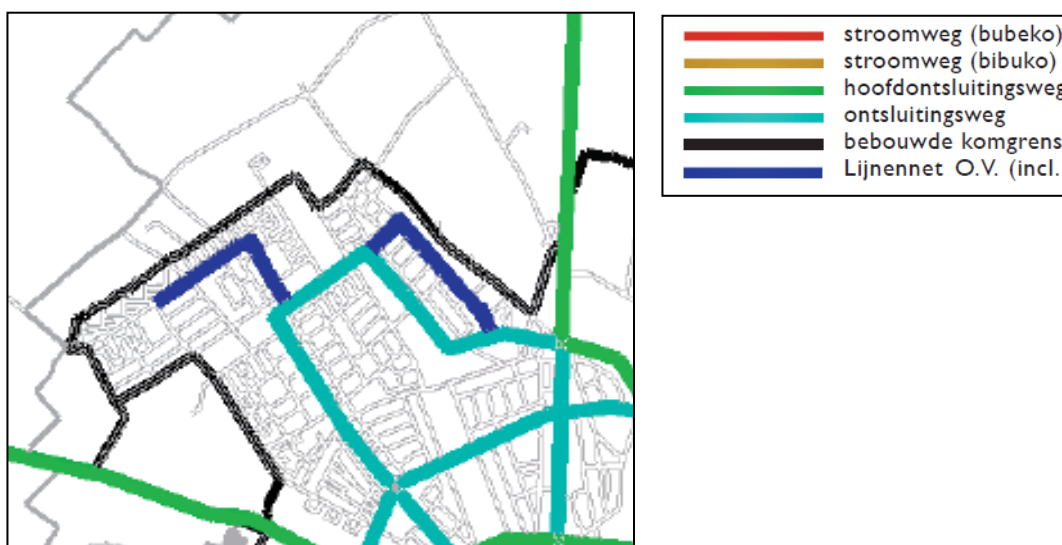 stroomweg (bubeko)
stroomweg (bibuko)
hoofdontsluitingsweg
ontsluitingsweg
bebouwde komgrens
Lijnennet O.V. (incl.